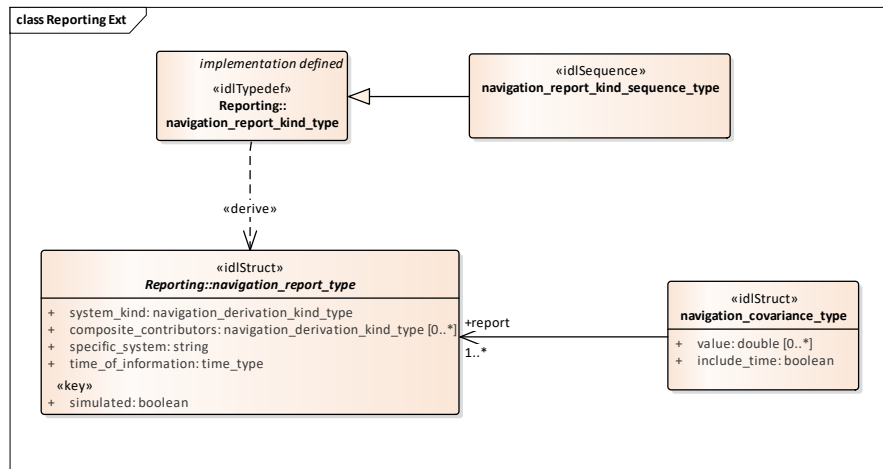 class Reporting Ext
implementation defined
«idlTypedef»
Reporting::
navigation_report_kind_type
«idlSequence»
navigation_report_kind_sequence_type
«derive»
«idlStruct»
Reporting::navigation_report_type
+ system_kind: navigation_derivation_kind_type
+ composite_contributors: navigation_derivation_kind_type [0..*]
+ specific_system: string
+ time_of_information: time_type
«key»
+ simulated: boolean
+report
1..*
«idlStruct»
navigation_covariance_type
+ value: double [0..*]
+ include_time: boolean